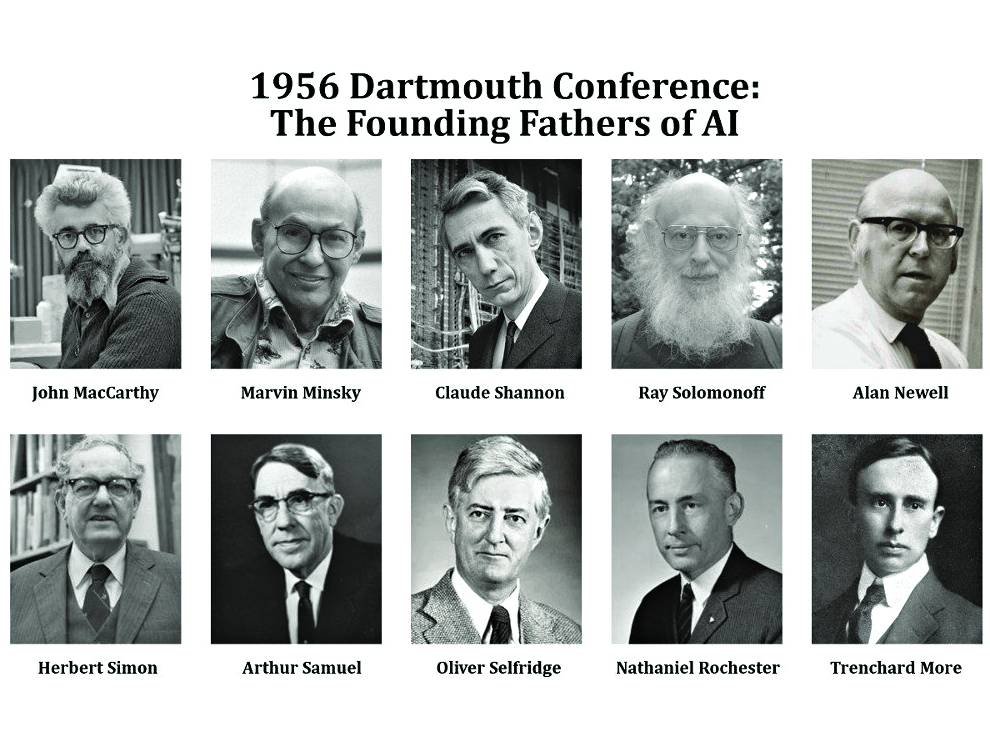 1956 Dartmouth Conference:
The Founding Fathers of AI
John MacCarthy
Marvin Minsky
Claude Shannon
Ray Solomonoff
Alan Newell
Herbert Simon
Arthur Samuel
Oliver Selfridge
Nathaniel Rochester
Trenchard More